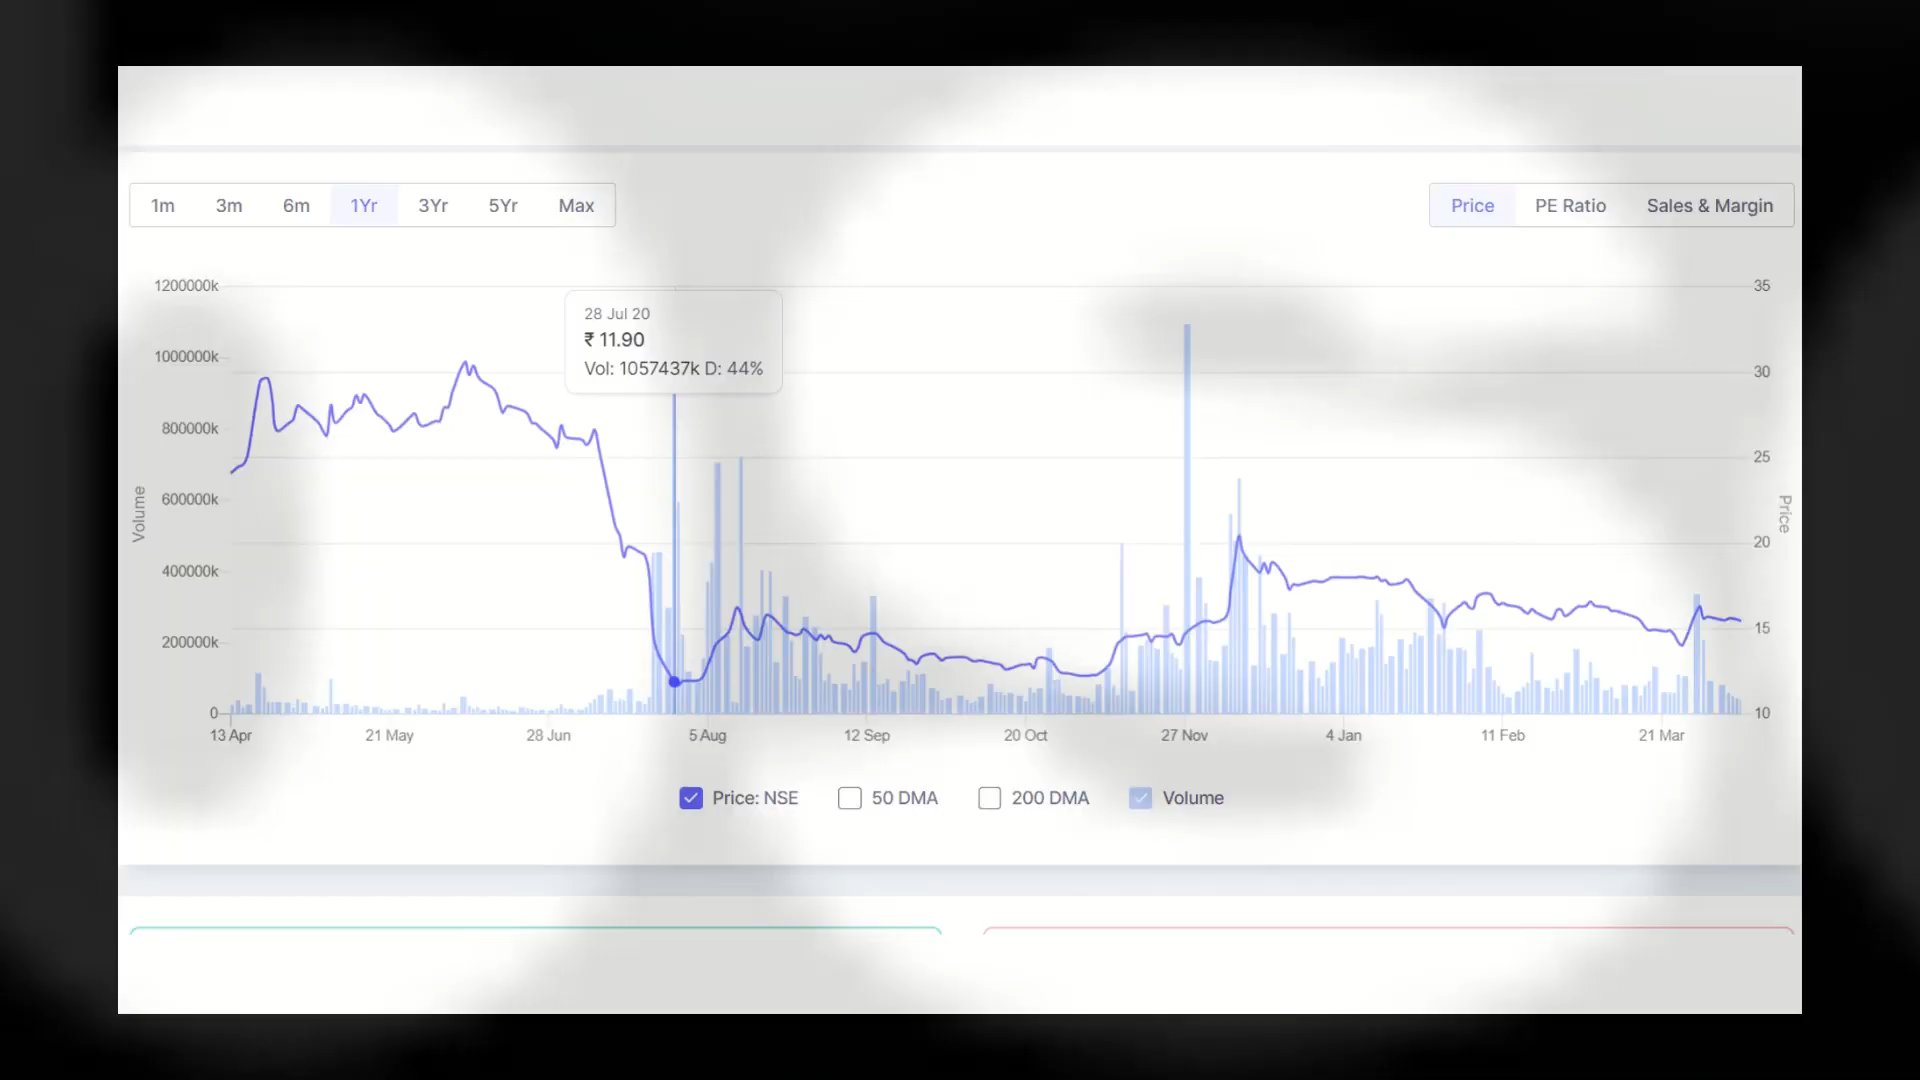 1m 3m 6m 1Yr 3Yr 5Yr Max
Price PE Ratio Sales & Margin
1200000k
1000000k
800000k
600000k
400000k
200000k
0
Volume
28 Jul 20
₹ 11.90
Vol: 1057437k D: 44%
35
30
25
20
15
10
Price
13 Apr 21 May 28 Jun 5 Aug 12 Sep 20 Oct 27 Nov 4 Jan 11 Feb 21 Mar
Price: NSE 50 DMA 200 DMA Volume